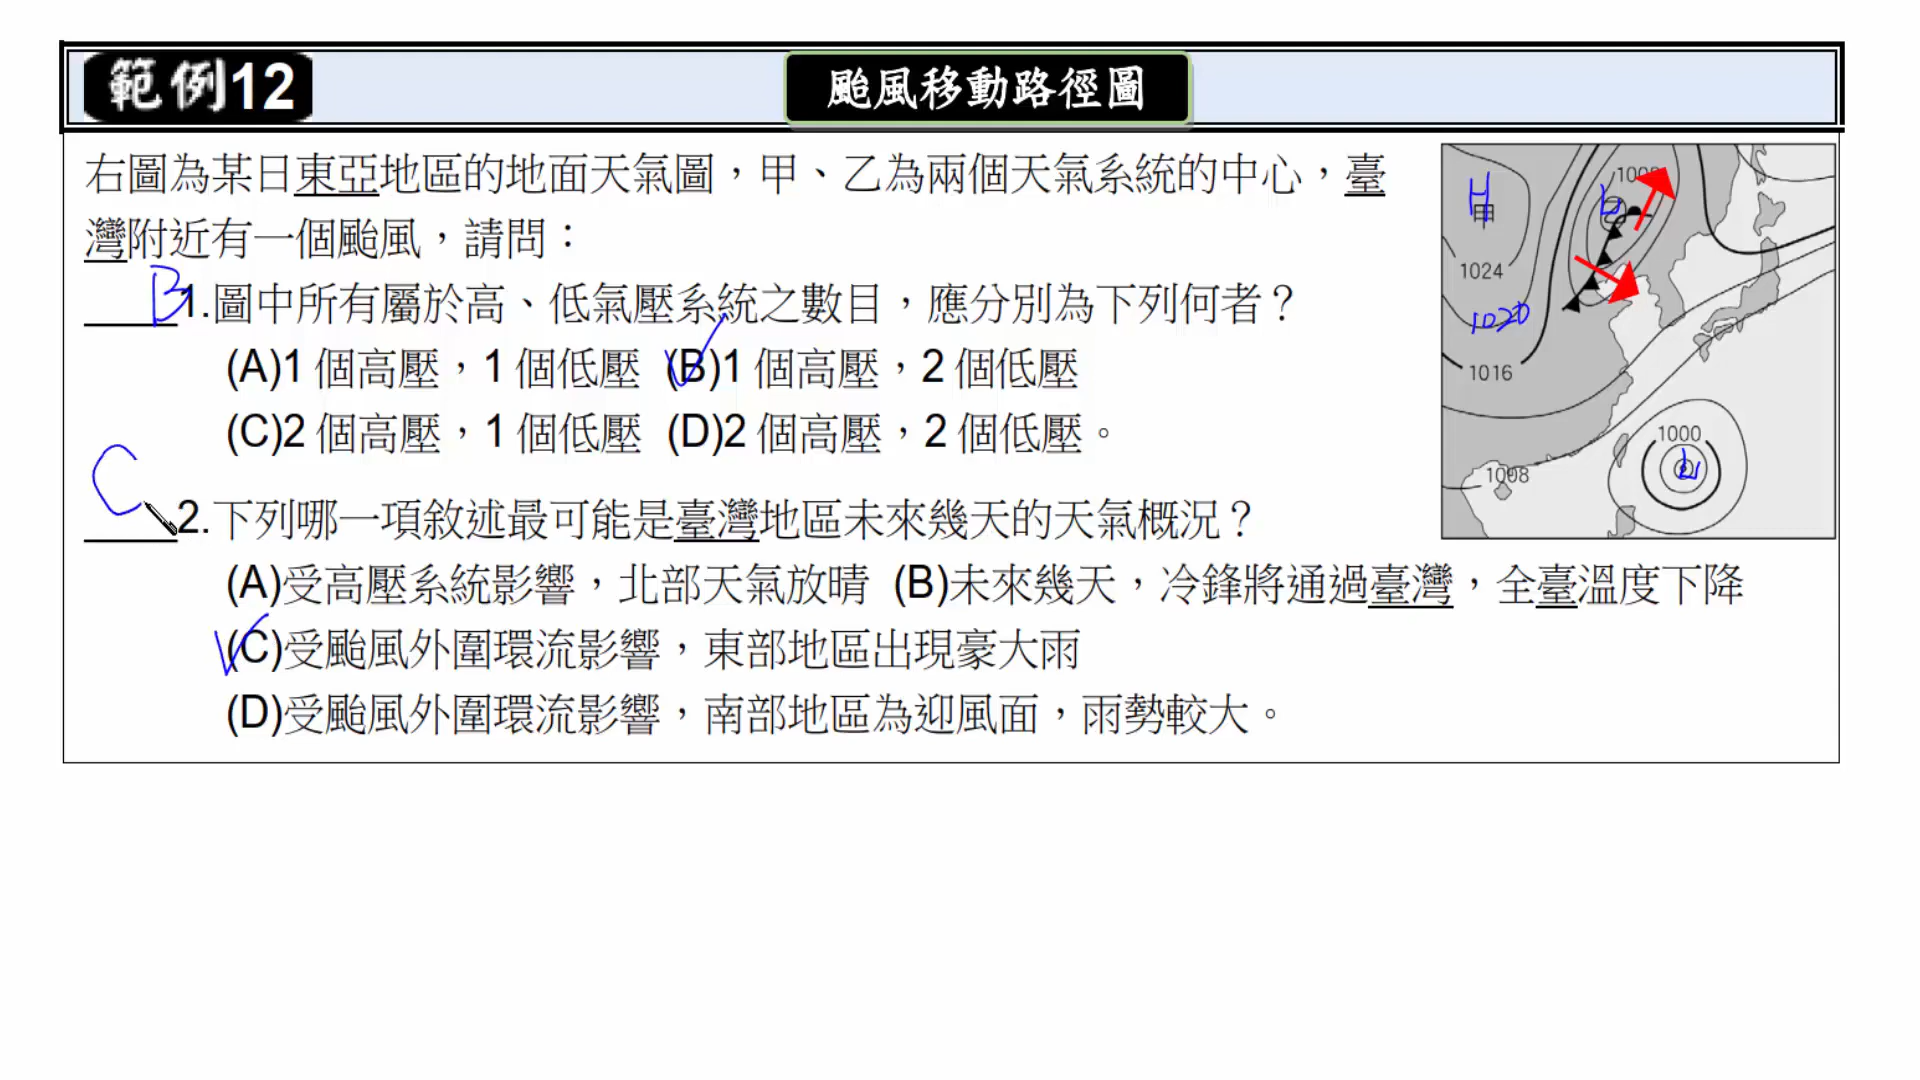 範例12
颱風移動路徑圖
右圖為某日東亞地區的地面天氣圖，甲、乙為兩個天氣系統的中心，臺
灣附近有一個颱風，請問：
B
1.圖中所有屬於高、低氣壓系統之數目，應分別為下列何者？
(A)1 個高壓，1 個低壓 (B)1 個高壓，2 個低壓
(C)2 個高壓，1 個低壓 (D)2 個高壓，2 個低壓。
C
2.下列哪一項敘述最可能是臺灣地區未來幾天的天氣概況？
(A)受高壓系統影響，北部天氣放晴 (B)未來幾天，冷鋒將通過臺灣，全臺溫度下降
(C)受颱風外圍環流影響，東部地區出現豪大雨
(D)受颱風外圍環流影響，南部地區為迎風面，雨勢較大。
H
甲
L
1024
1020
1016
1000
L
1008